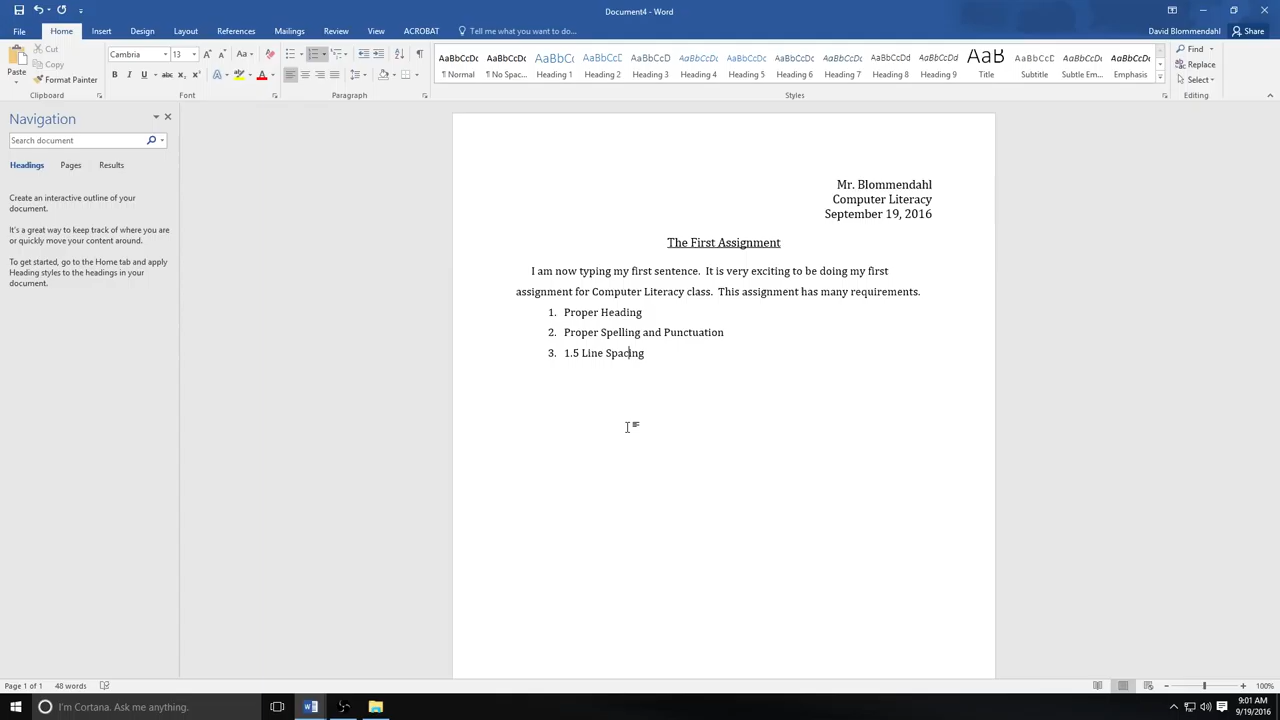 Document4 - Word
File Home Insert Design Layout References Mailings Review View ACROBAT Tell me what you want to do... David Blommendahl Share
Paste
Cut
Copy
Format Painter
Clipboard
Cambria 13
Font
Paragraph
AaBbCcDc AaBbCcDc AaBbCc AaBbCcDc AaBbCcD AaBbCcDc AaBbCcDc AaBbCcDc AaBbCcDc AaBbCcDd AaBbCcDd AaB AaBbCcD AaBbCcDc AaBbCcDc
¶ Normal ¶ No Spac... Heading 1 Heading 2 Heading 3 Heading 4 Heading 5 Heading 6 Heading 7 Heading 8 Heading 9 Title Subtitle Subtle Em... Emphasis
Styles
Find
Replace
Select
Editing
Navigation
Search document
Headings Pages Results
Create an interactive outline of your
document.
It's a great way to keep track of where you are
or quickly move your content around.
To get started, go to the Home tab and apply
Heading styles to the headings in your
document.
Mr. Blommendahl
Computer Literacy
September 19, 2016
The First Assignment
I am now typing my first sentence. It is very exciting to be doing my first
assignment for Computer Literacy class. This assignment has many requirements.
1. Proper Heading
2. Proper Spelling and Punctuation
3. 1.5 Line Spacing
Page 1 of 1 48 words 100%
I'm Cortana. Ask me anything.
9:01 AM
9/19/2016